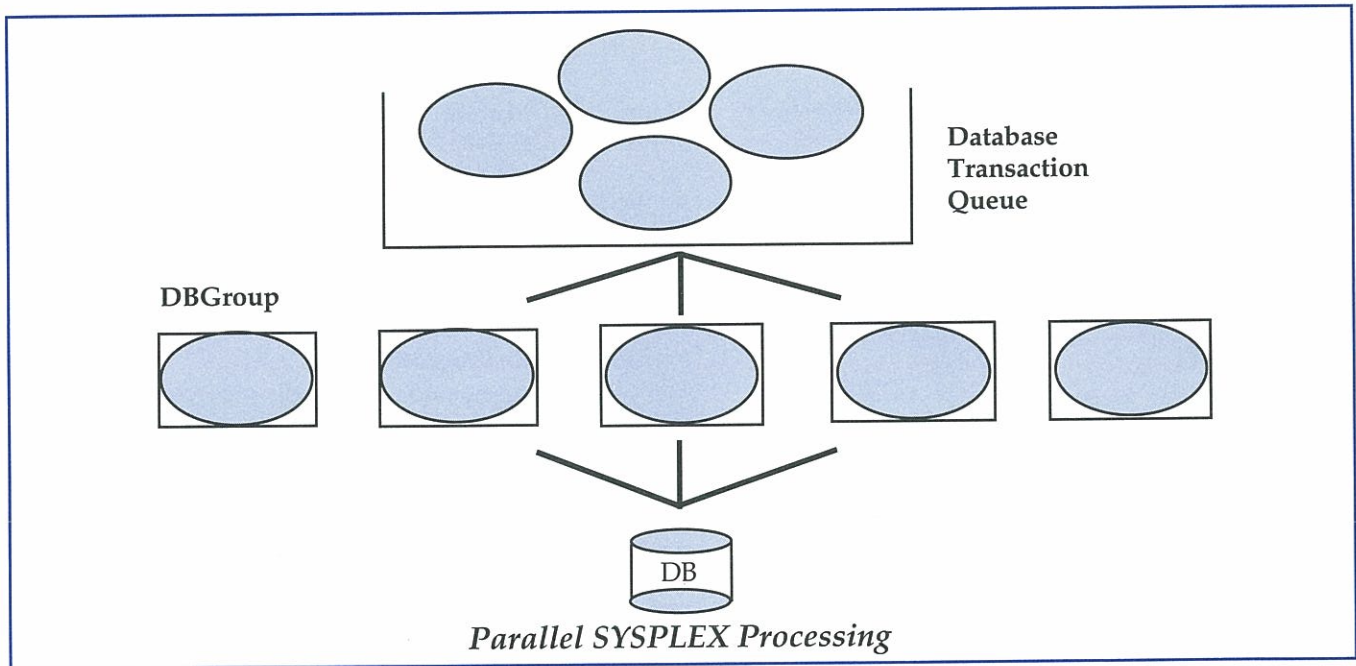 Database
Transaction
Queue
DBGroup
DB
Parallel SYSPLEX Processing